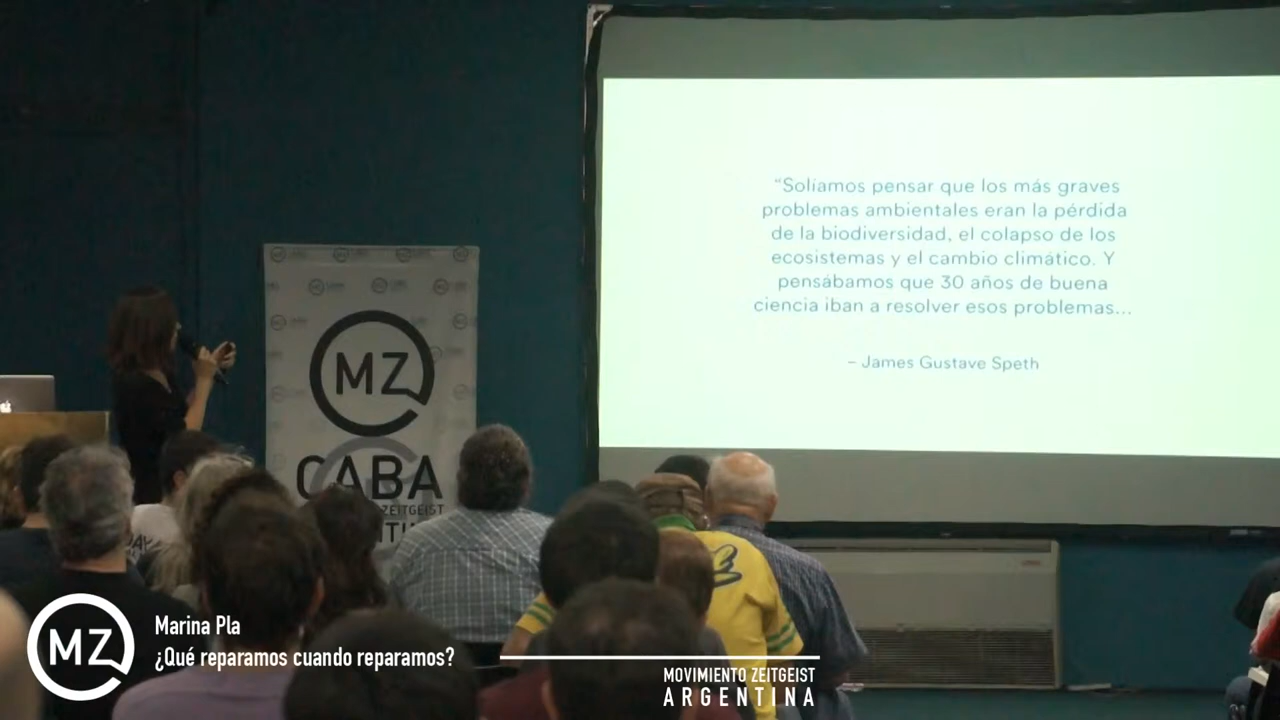 “Solíamos pensar que los más graves
problemas ambientales eran la pérdida
de la biodiversidad, el colapso de los
ecosistemas y el cambio climático. Y
pensábamos que 30 años de buena
ciencia iban a resolver esos problemas...
– James Gustave Speth
MZ
CABA
ZEITGEIST
MZ
Marina Pla
¿Qué reparamos cuando reparamos?
MOVIMIENTO ZEITGEIST
ARGENTINA